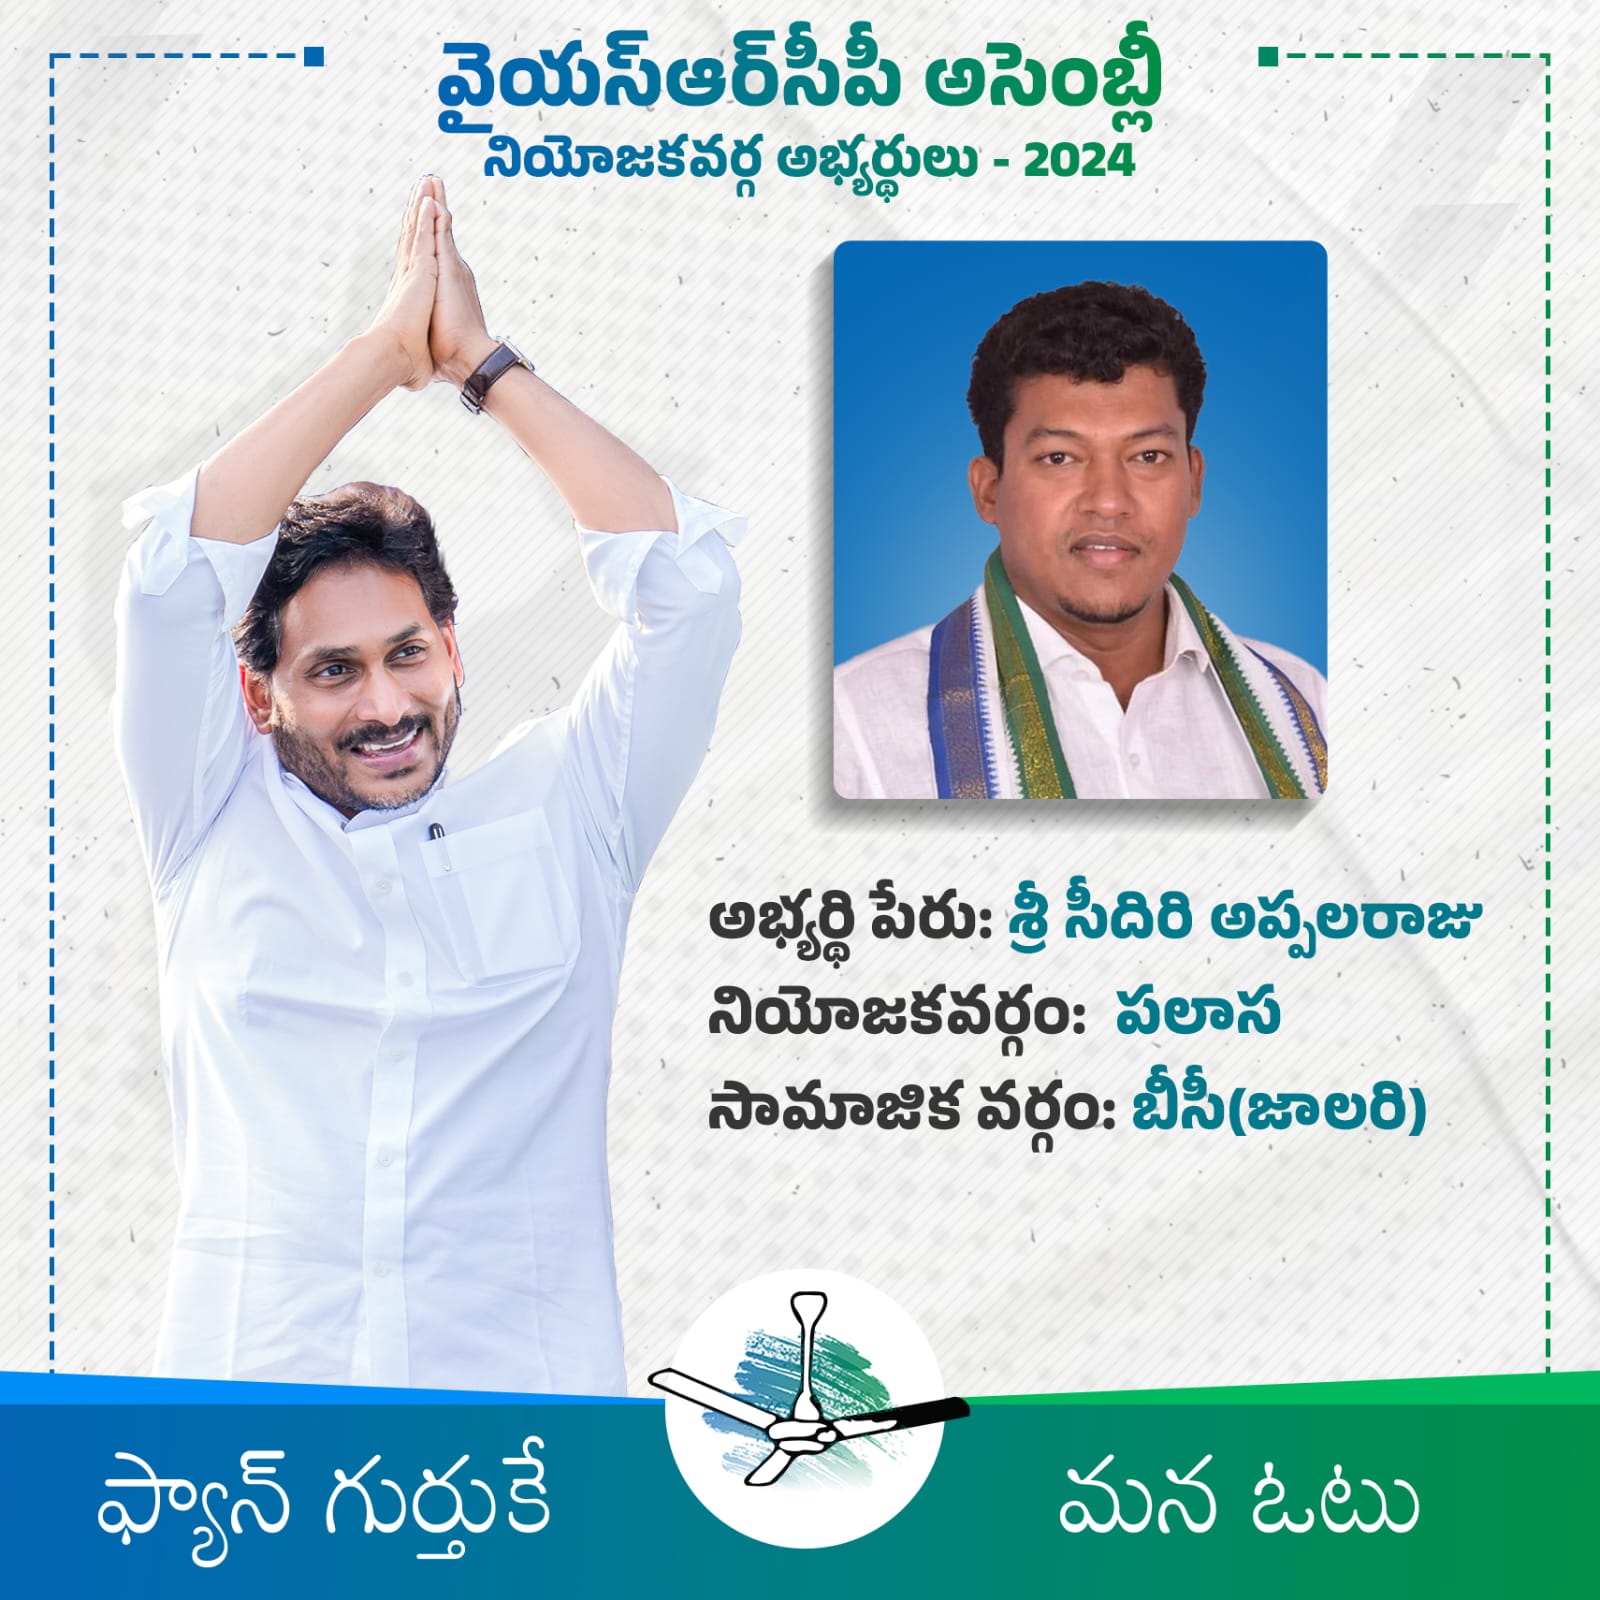 వైయస్ఆర్‌సీపీ అసెంబ్లీ
నియోజకవర్గ అభ్యర్థులు - 2024
అభ్యర్థి పేరు: శ్రీ సీదిరి అప్పలరాజు
నియోజకవర్గం: పలాస
సామాజిక వర్గం: బీసీ(జాలరి)
ఫ్యాన్ గుర్తుకే మన ఓటు